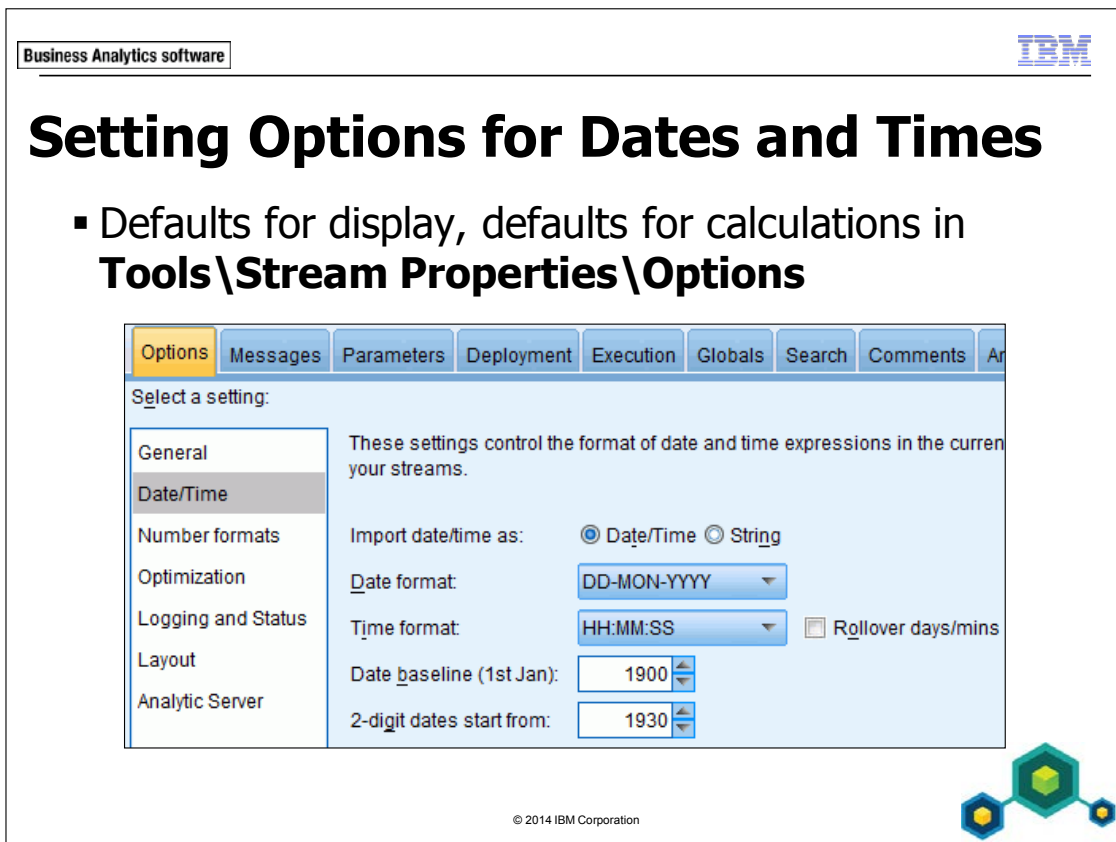 Business Analytics software
IBM
Setting Options for Dates and Times
▪ Defaults for display, defaults for calculations in
Tools\Stream Properties\Options
Options Messages Parameters Deployment Execution Globals Search Comments An
Select a setting:
General
Date/Time
Number formats
Optimization
Logging and Status
Layout
Analytic Server
These settings control the format of date and time expressions in the curren
your streams.
Import date/time as: Date/Time String
Date format: DD-MON-YYYY
Time format: HH:MM:SS Rollover days/mins
Date baseline (1st Jan): 1900
2-digit dates start from: 1930
© 2014 IBM Corporation